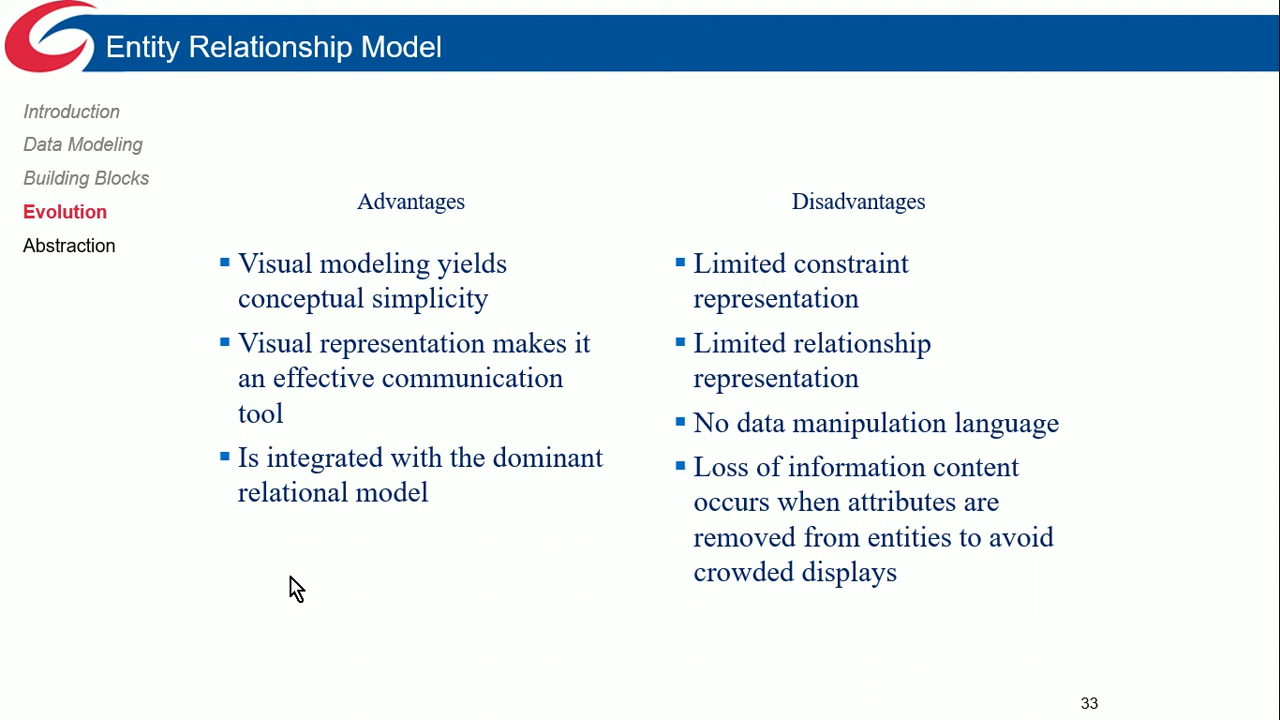 Entity Relationship Model
Introduction
Data Modeling
Building Blocks
Evolution
Abstraction
Advantages
Visual modeling yields
conceptual simplicity
Visual representation makes it
an effective communication
tool
Is integrated with the dominant
relational model
Disadvantages
Limited constraint
representation
Limited relationship
representation
No data manipulation language
Loss of information content
occurs when attributes are
removed from entities to avoid
crowded displays
33